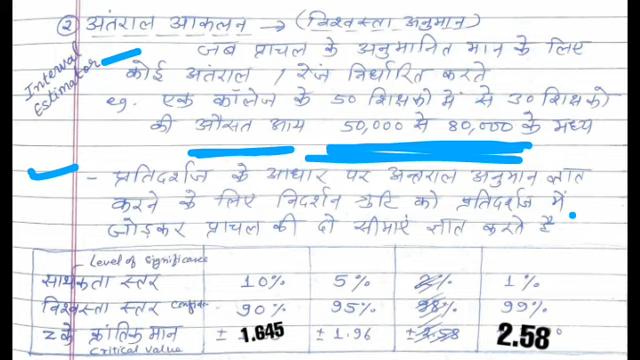 ② अंतराल आकलन → (विश्वस्ता अनुमान)
Interval Estimator
जब प्राचल के अनुमानित मान के लिए
कोई अंतराल / रेंज निर्धारित करते
eg. एक कॉलेज के 50 शिक्षको में से 30 शिक्षको
की औसत आय 50,000 से 80,000 के मध्य
- प्रतिदर्शज के आधार पर अन्तराल अनुमान ज्ञात
करने के लिए निदर्शन त्रुटि को प्रतिदर्शज में
जोड़कर प्राचल की दो सीमाएं ज्ञात करते है
- Level of significance
सार्थकता स्तर 10% 5% 2% 1%
विश्वस्ता स्तर 90% 95% 98% 99%
Z के क्रांतिक मान ± 1.645 ± 1.96 ± 2.58
Critical value